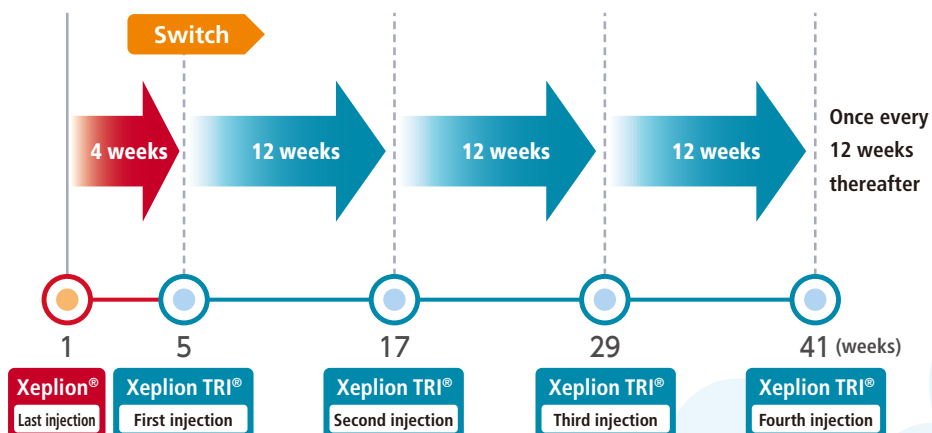 Switch
4 weeks
12 weeks
12 weeks
12 weeks
Once every
12 weeks
thereafter
1
5
17
29
41 (weeks)
Xeplion®
Last injection
Xeplion TRI®
First injection
Xeplion TRI®
Second injection
Xeplion TRI®
Third injection
Xeplion TRI®
Fourth injection